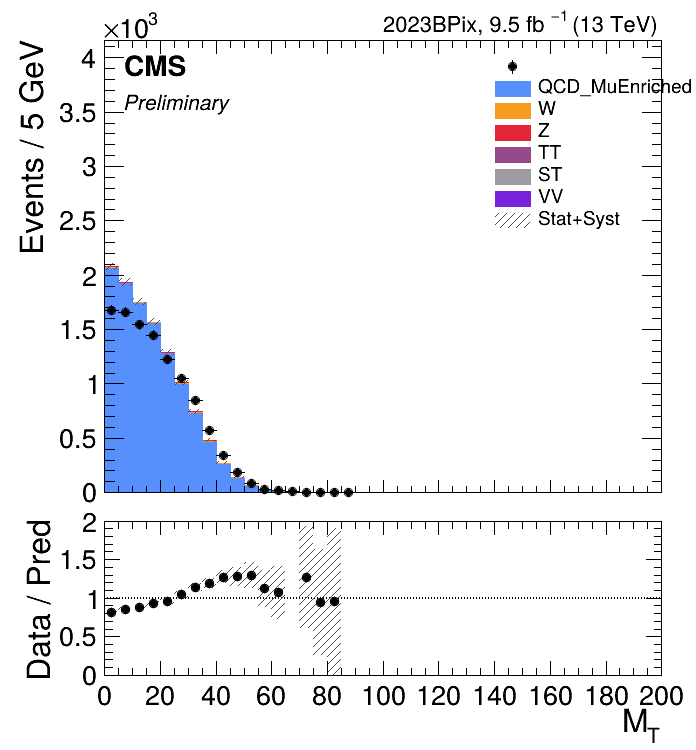 ×10³
2023BPix, 9.5 fb ⁻¹ (13 TeV)
CMS
Preliminary
QCD_MuEnriched
W
Z
TT
ST
VV
Stat+Syst
Events / 5 GeV
4
3.5
3
2.5
2
1.5
1
0.5
0
Data / Pred
2
1.5
1
0.5
0
0 20 40 60 80 100 120 140 160 180 200
M_T